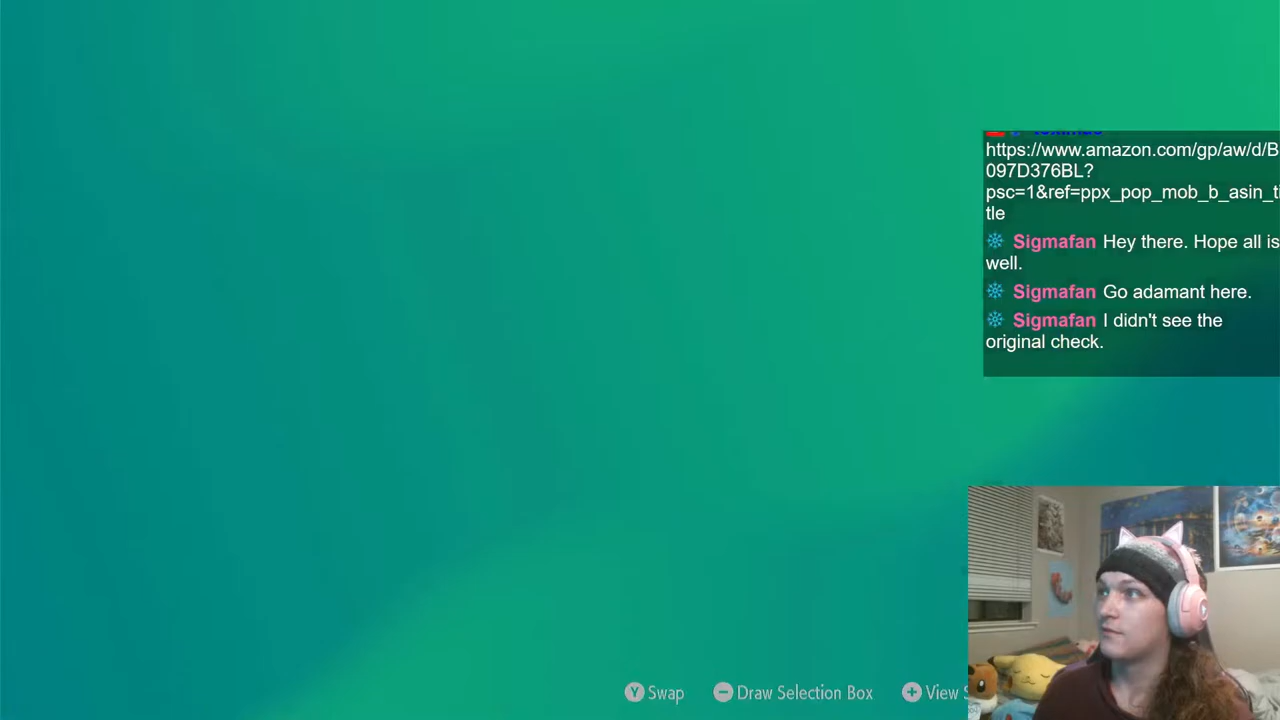 https://www.amazon.com/gp/aw/d/B
097D376BL?
psc=1&ref=ppx_pop_mob_b_asin_ti
tle
Sigmafan Hey there. Hope all is
well.
Sigmafan Go adamant here.
Sigmafan I didn't see the
original check.
Y Swap
Draw Selection Box
View